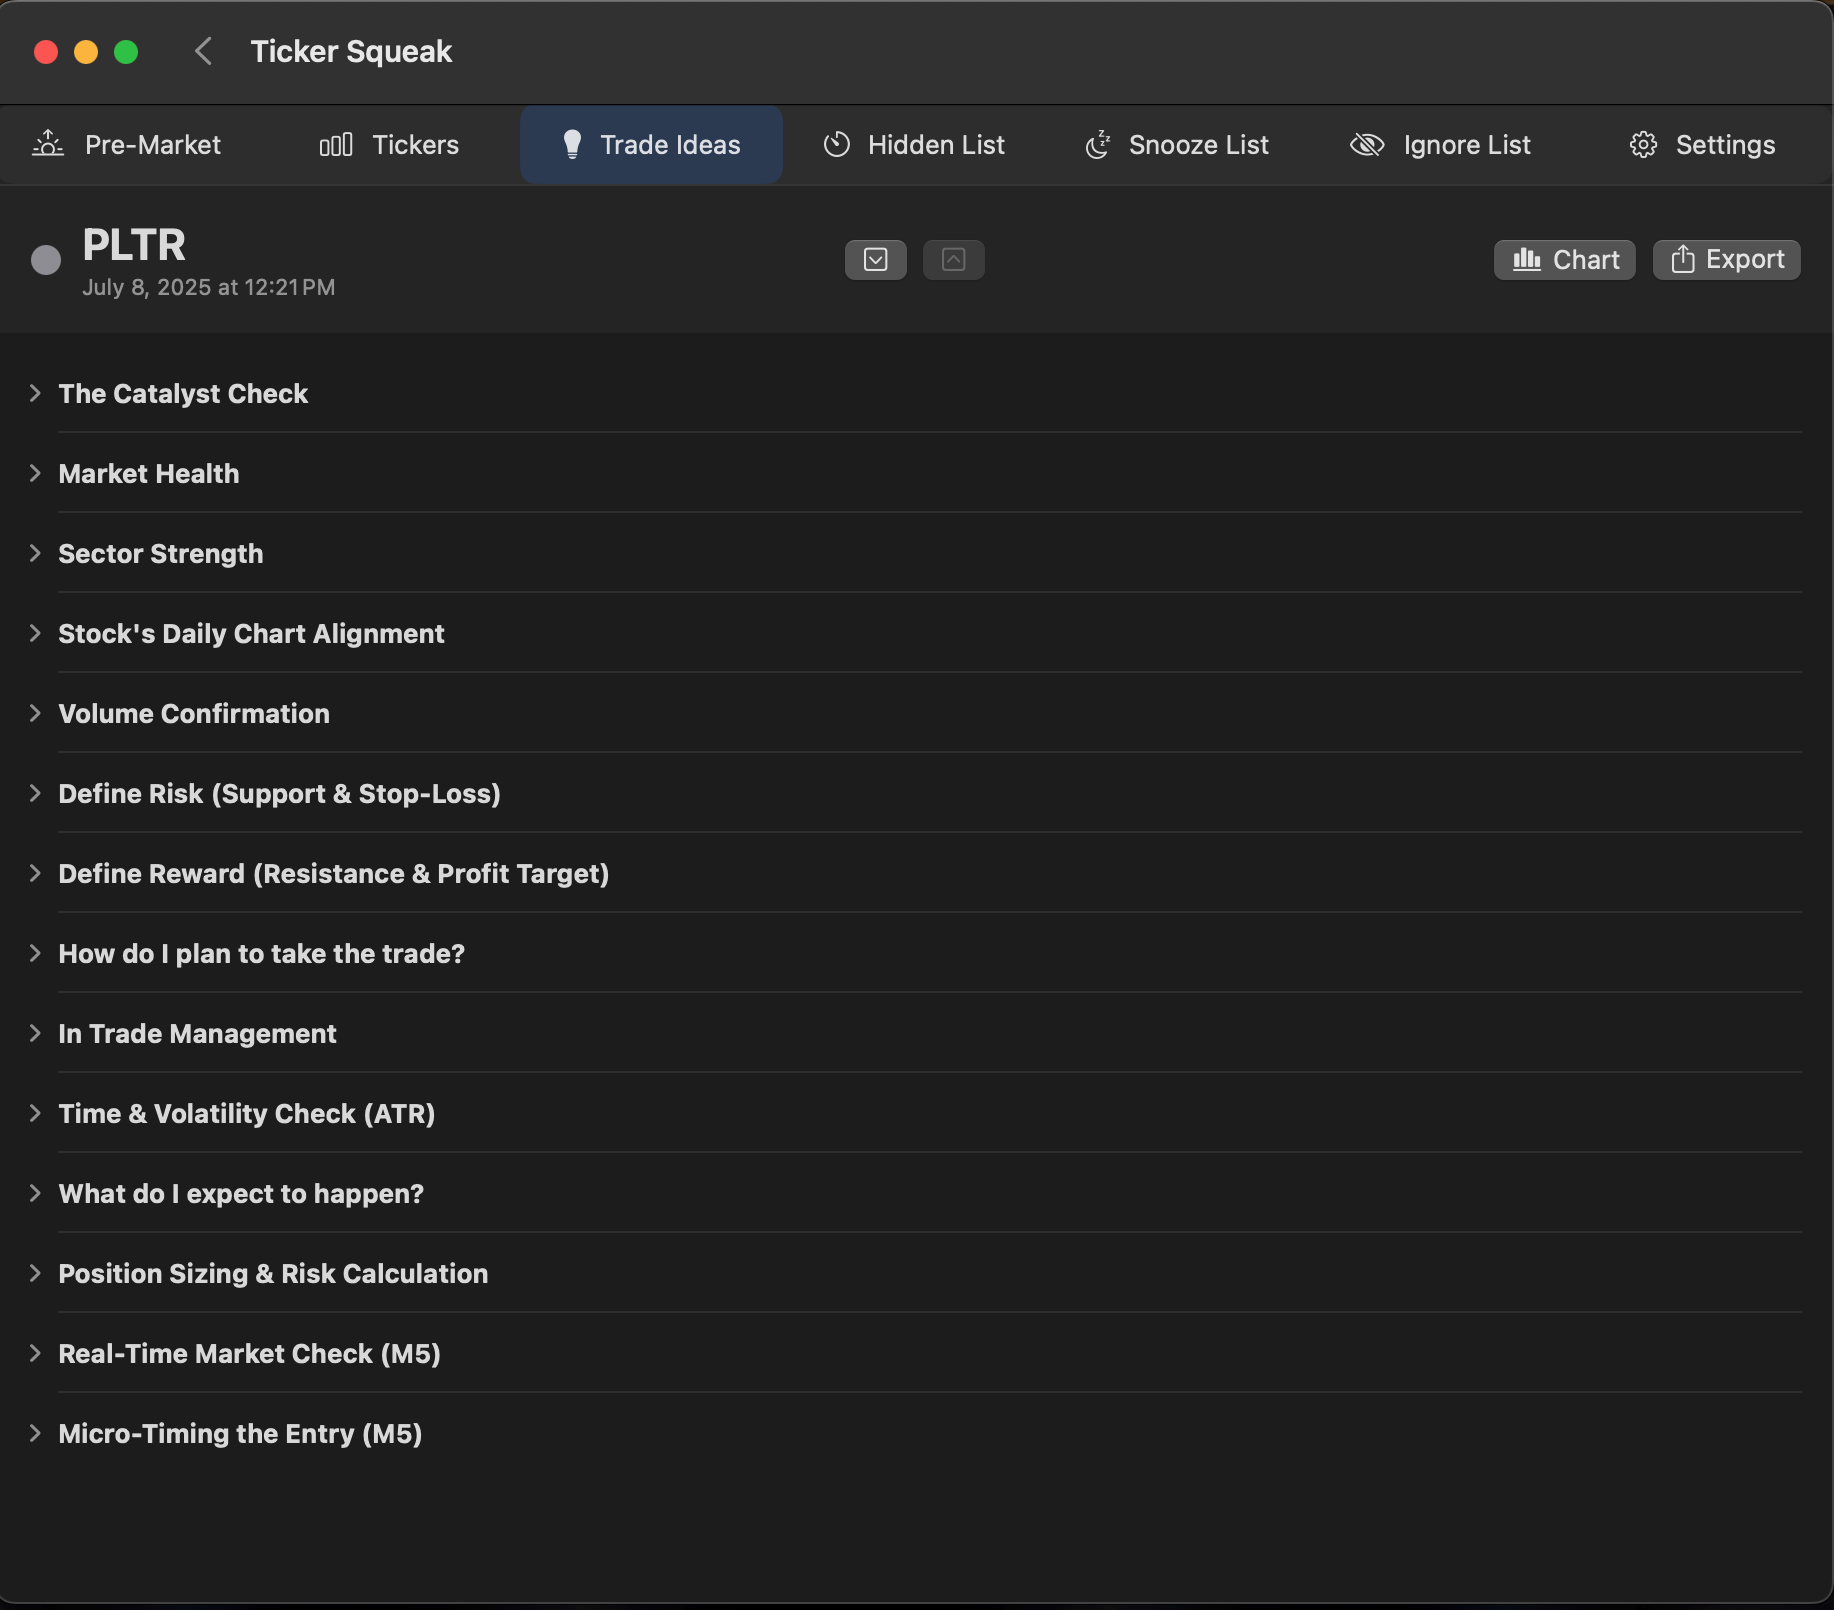 Ticker Squeak
Pre-Market
Tickers
Trade Ideas
Hidden List
Snooze List
Ignore List
Settings
PLTR
July 8, 2025 at 12:21 PM
Chart
Export
The Catalyst Check
Market Health
Sector Strength
Stock's Daily Chart Alignment
Volume Confirmation
Define Risk (Support & Stop-Loss)
Define Reward (Resistance & Profit Target)
How do I plan to take the trade?
In Trade Management
Time & Volatility Check (ATR)
What do I expect to happen?
Position Sizing & Risk Calculation
Real-Time Market Check (M5)
Micro-Timing the Entry (M5)